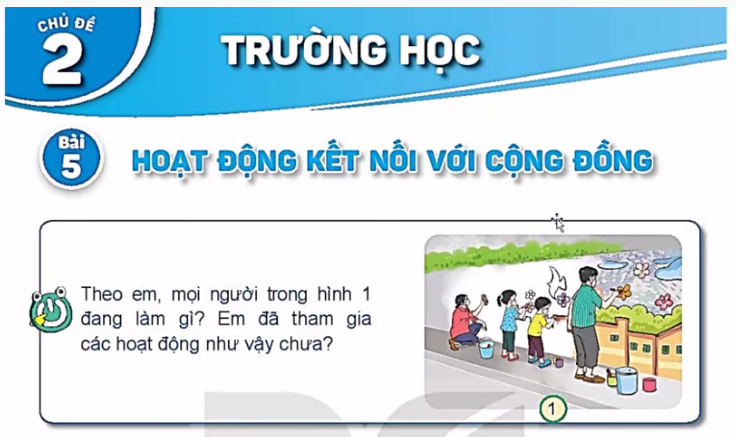 CHỦ ĐỀ
2
TRƯỜNG HỌC
Bài
5
HOẠT ĐỘNG KẾT NỐI VỚI CỘNG ĐỒNG
Theo em, mọi người trong hình 1
đang làm gì? Em đã tham gia
các hoạt động như vậy chưa?
1